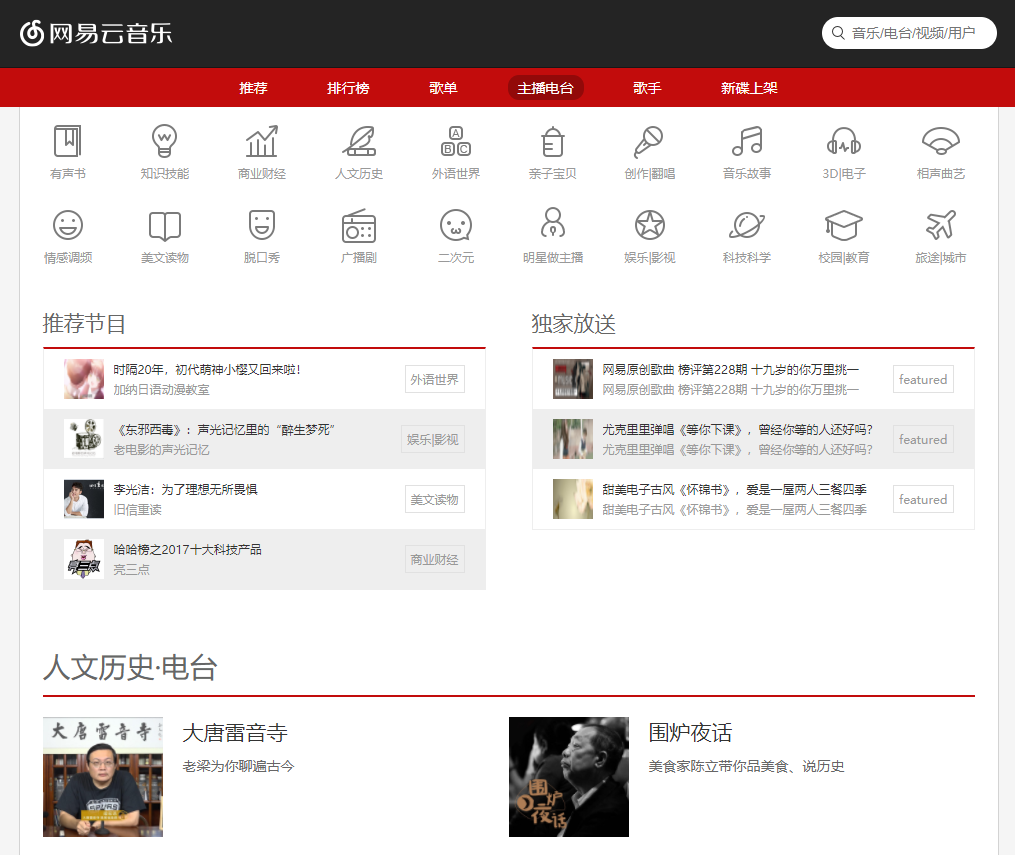 网易云音乐
音乐/电台/视频/用户
推荐 排行榜 歌单 主播电台 歌手 新碟上架
有声书 知识技能 商业财经 人文历史 外语世界 亲子宝贝 创作|翻唱 音乐故事 3D|电子 相声曲艺
情感调频 美文读物 脱口秀 广播剧 二次元 明星做主播 娱乐|影视 科技科学 校园|教育 旅途|城市
推荐节目
时隔20年，初代萌神小樱又回来啦！
加纳日语动漫教室
外语世界
《东邪西毒》：声光记忆里的“醉生梦死”
老电影的声光记忆
娱乐|影视
李光洁：为了理想无所畏惧
旧信重读
美文读物
哈哈榜之2017十大科技产品
亮三点
商业财经
独家放送
网易原创歌曲 榜评第228期 十九岁的你万里挑一
网易原创歌曲 榜评第228期 十九岁的你万里挑一
featured
尤克里里弹唱《等你下课》，曾经你等的人还好吗?
尤克里里弹唱《等你下课》，曾经你等的人还好吗?
featured
甜美电子古风《怀锦书》，爱是一屋两人三餐四季
甜美电子古风《怀锦书》，爱是一屋两人三餐四季
featured
人文历史·电台
大唐雷音寺
大唐雷音寺
老梁为你聊遍古今
围炉夜话
围炉夜话
美食家陈立带你品美食、说历史